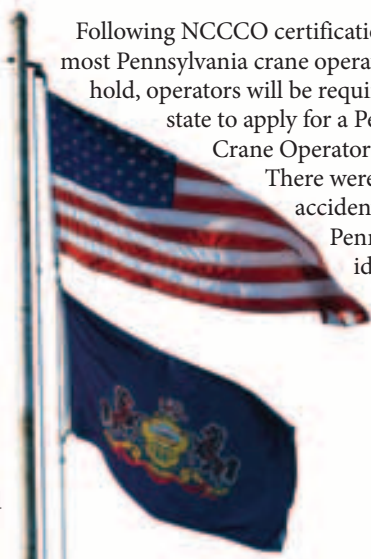 Following NCCCO certification
most Pennsylvania crane opera
hold, operators will be requi
state to apply for a Pe
Crane Operator
There were
acciden
Penn
id